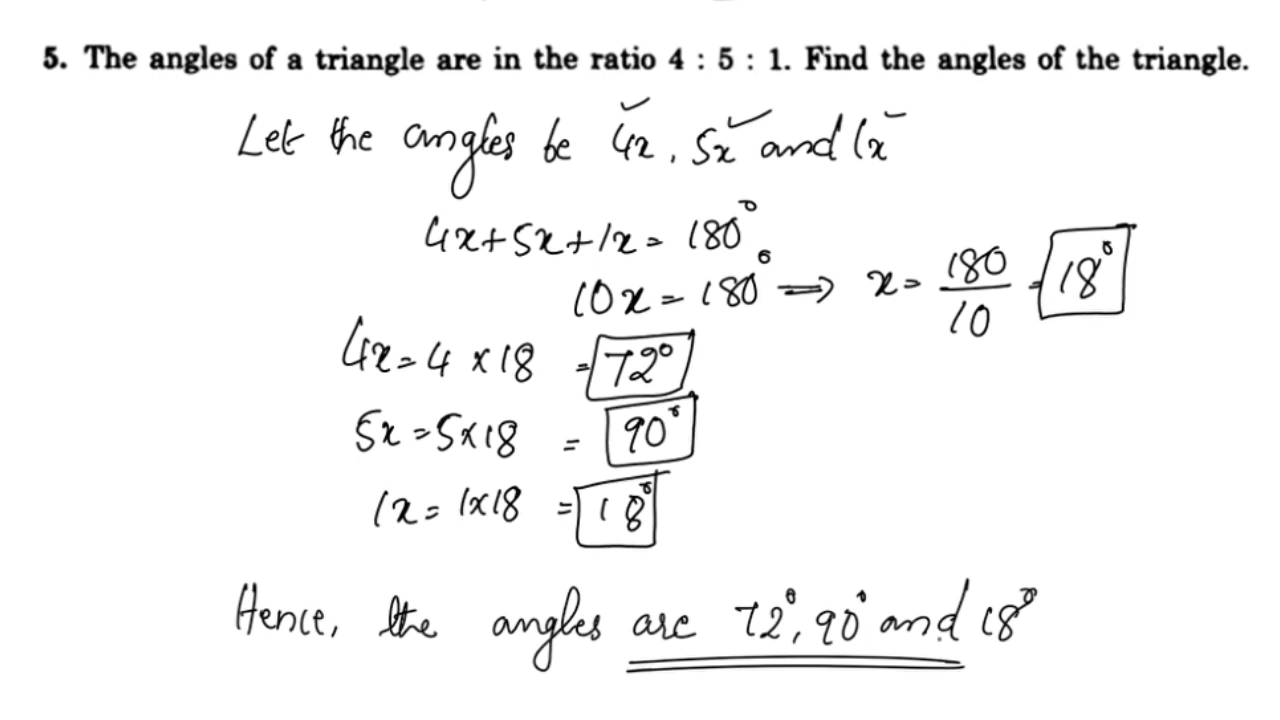 5. The angles of a triangle are in the ratio 4 : 5 : 1. Find the angles of the triangle.
Let the angles be 4x, 5x and 1x
4x+5x+1x = 180°
10x = 180° ⟹ x = 180/10 = 18°
4x = 4 × 18 = 72°
5x = 5×18 = 90°
1x = 1×18 = 18°
Hence, the angles are 72°, 90° and 18°